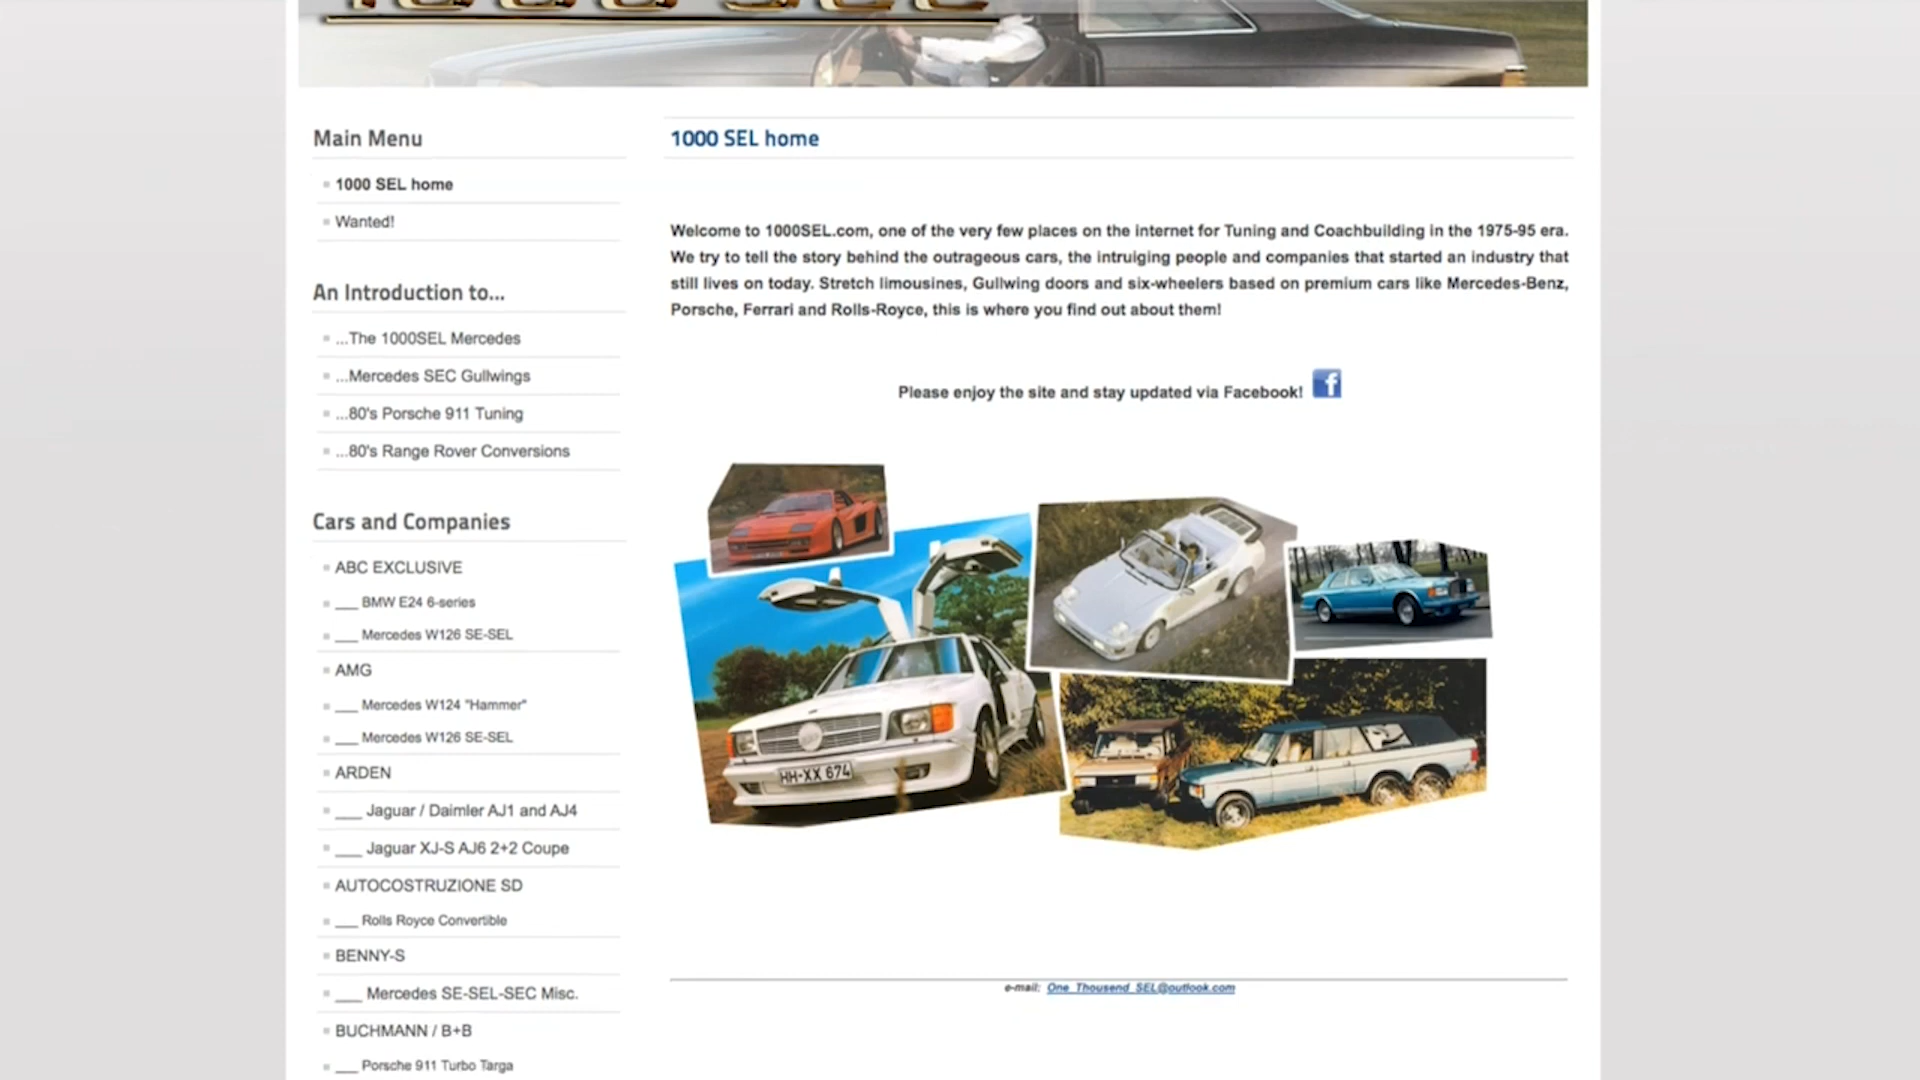 Main Menu
1000 SEL home
Wanted!
An Introduction to...
...The 1000SEL Mercedes
...Mercedes SEC Gullwings
...80's Porsche 911 Tuning
...80's Range Rover Conversions
Cars and Companies
ABC EXCLUSIVE
___ BMW E24 6-series
___ Mercedes W126 SE-SEL
AMG
___ Mercedes W124 "Hammer"
___ Mercedes W126 SE-SEL
ARDEN
___ Jaguar / Daimler AJ1 and AJ4
___ Jaguar XJ-S AJ6 2+2 Coupe
AUTOCOSTRUZIONE SD
___ Rolls Royce Convertible
BENNY-S
___ Mercedes SE-SEL-SEC Misc.
BUCHMANN / B+B
___ Porsche 911 Turbo Targa
1000 SEL home
Welcome to 1000SEL.com, one of the very few places on the internet for Tuning and Coachbuilding in the 1975-95 era.
We try to tell the story behind the outrageous cars, the intruiging people and companies that started an industry that
still lives on today. Stretch limousines, Gullwing doors and six-wheelers based on premium cars like Mercedes-Benz,
Porsche, Ferrari and Rolls-Royce, this is where you find out about them!
Please enjoy the site and stay updated via Facebook! f
HH-XX 674
e-mail: One_Thousand_SEL@outlook.com